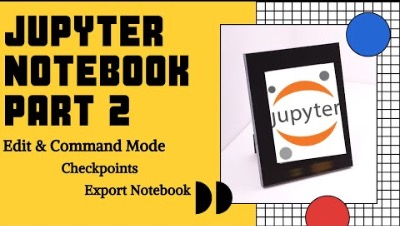 JUPYTER
NOTEBOOK
PART 2
Edit & Command Mode
Checkpoints
Export Notebook
jupyter